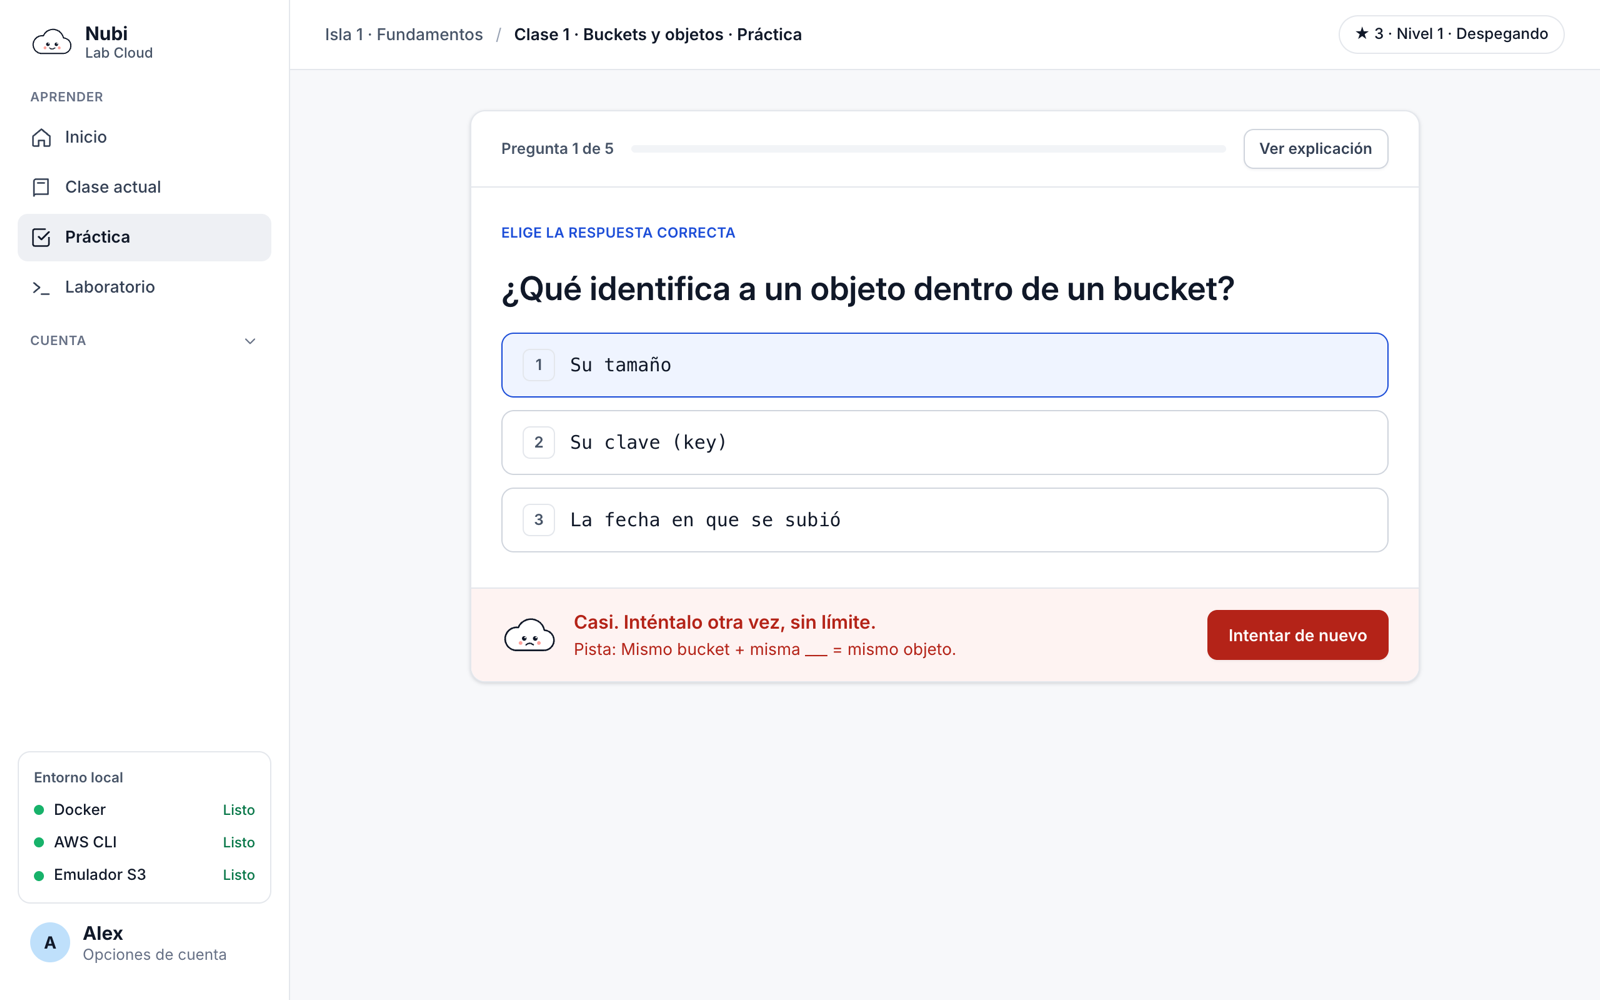 Nubi
Lab Cloud
APRENDER
Inicio
Clase actual
Práctica
Laboratorio
CUENTA
Entorno local
Docker Listo
AWS CLI Listo
Emulador S3 Listo
A
Alex
Opciones de cuenta
Isla 1 · Fundamentos / Clase 1 · Buckets y objetos · Práctica
★ 3 · Nivel 1 · Despegando
Pregunta 1 de 5
Ver explicación
ELIGE LA RESPUESTA CORRECTA
¿Qué identifica a un objeto dentro de un bucket?
1 Su tamaño
2 Su clave (key)
3 La fecha en que se subió
Casi. Inténtalo otra vez, sin límite.
Pista: Mismo bucket + misma ___ = mismo objeto.
Intentar de nuevo